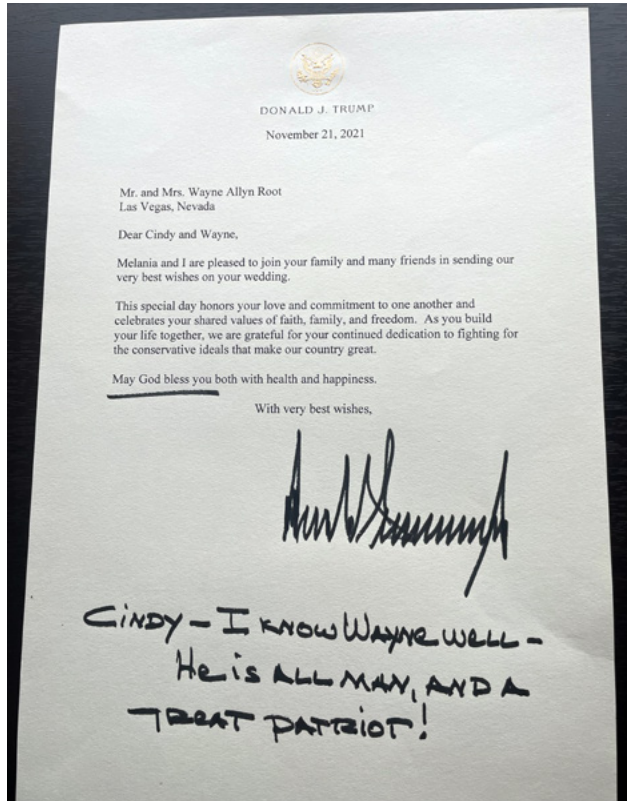 DONALD J. TRUMP
November 21, 2021
Mr. and Mrs. Wayne Allyn Root
Las Vegas, Nevada
Dear Cindy and Wayne,
Melania and I are pleased to join your family and many friends in sending our
very best wishes on your wedding.
This special day honors your love and commitment to one another and
celebrates your shared values of faith, family, and freedom. As you build
your life together, we are grateful for your continued dedication to fighting for
the conservative ideals that make our country great.
May God bless you both with health and happiness.
With very best wishes,
CINDY – I KNOW WAYNE WELL –
He is ALL MAN, AND A
GREAT PATRIOT!